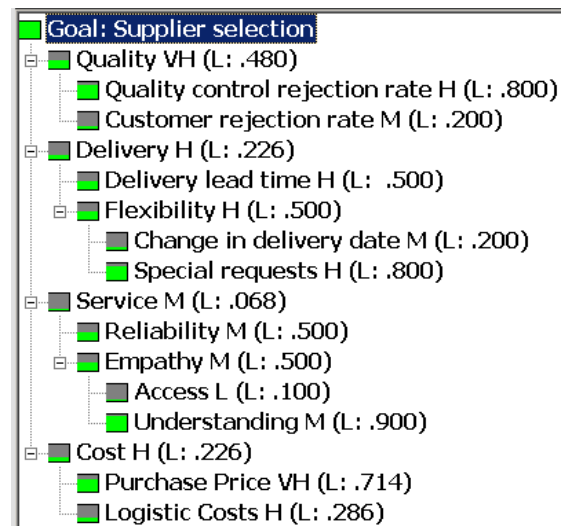 Goal: Supplier selection
Quality VH (L: .480)
Quality control rejection rate H (L: .800)
Customer rejection rate M (L: .200)
Delivery H (L: .226)
Delivery lead time H (L: .500)
Flexibility H (L: .500)
Change in delivery date M (L: .200)
Special requests H (L: .800)
Service M (L: .068)
Reliability M (L: .500)
Empathy M (L: .500)
Access L (L: .100)
Understanding M (L: .900)
Cost H (L: .226)
Purchase Price VH (L: .714)
Logistic Costs H (L: .286)